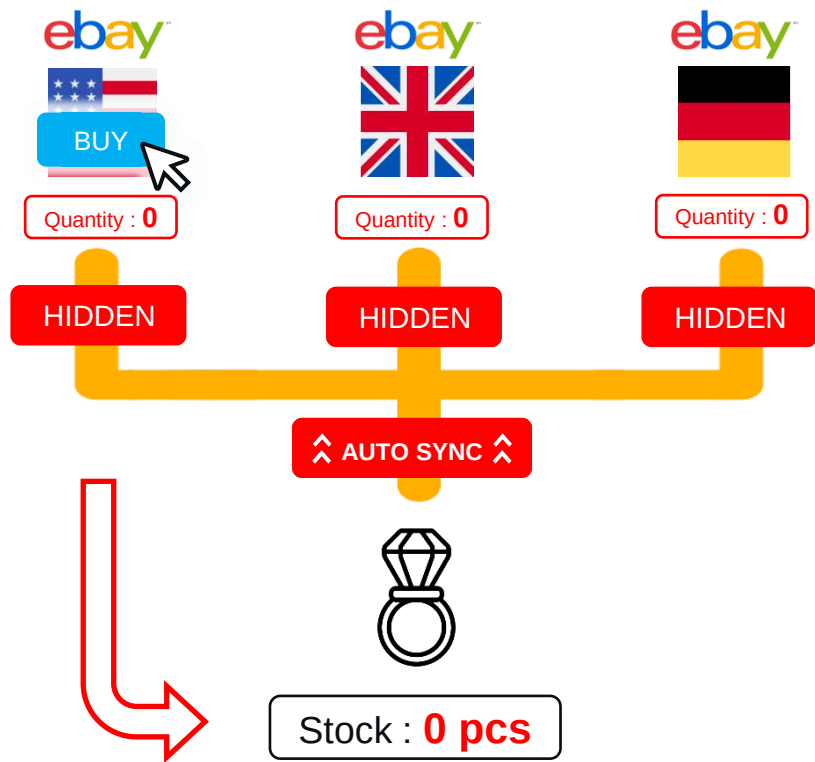 ebay ebay ebay
BUY
Quantity : 0 Quantity : 0 Quantity : 0
HIDDEN HIDDEN HIDDEN
AUTO SYNC
Stock : 0 pcs